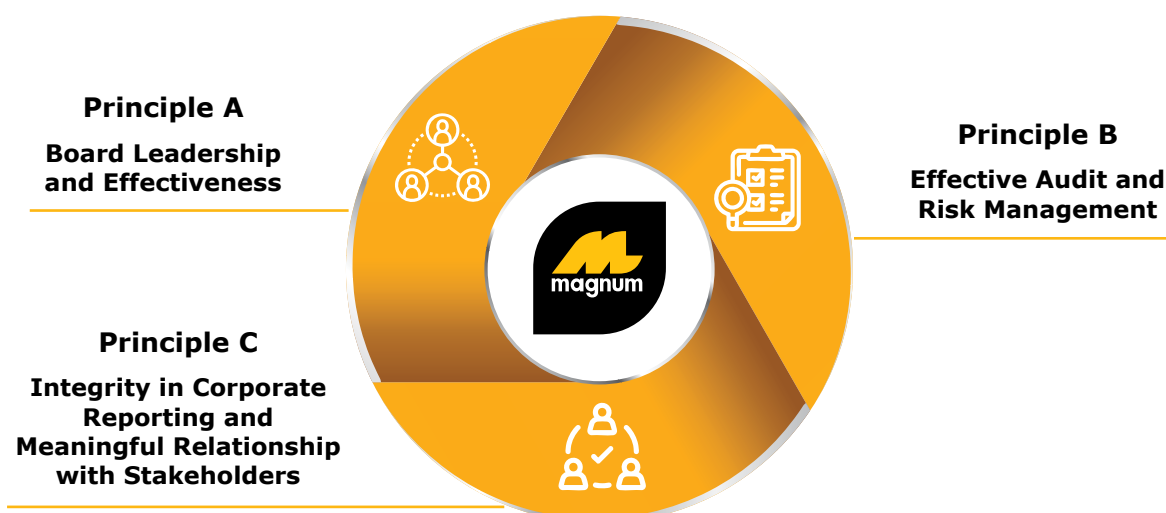 Principle A
Board Leadership
and Effectiveness
Principle B
Effective Audit and
Risk Management
magnum
Principle C
Integrity in Corporate
Reporting and
Meaningful Relationship
with Stakeholders